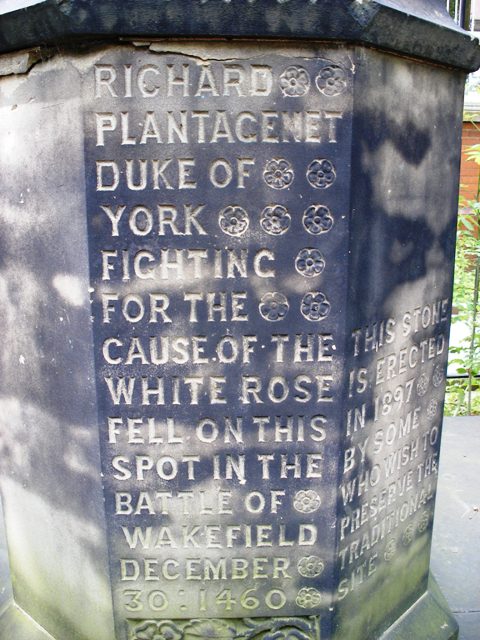 RICHARD
PLANTAGENET
DUKE OF
YORK
FIGHTING
FOR THE
CAUSE OF THE
WHITE ROSE
FELL ON THIS
SPOT IN THE
BATTLE OF
WAKEFIELD
DECEMBER
30: 1460
THIS STONE
IS ERECTED
IN 1897
BY SOME
WHO WISH TO
PRESERVE THE
TRADITIONAL
SITE